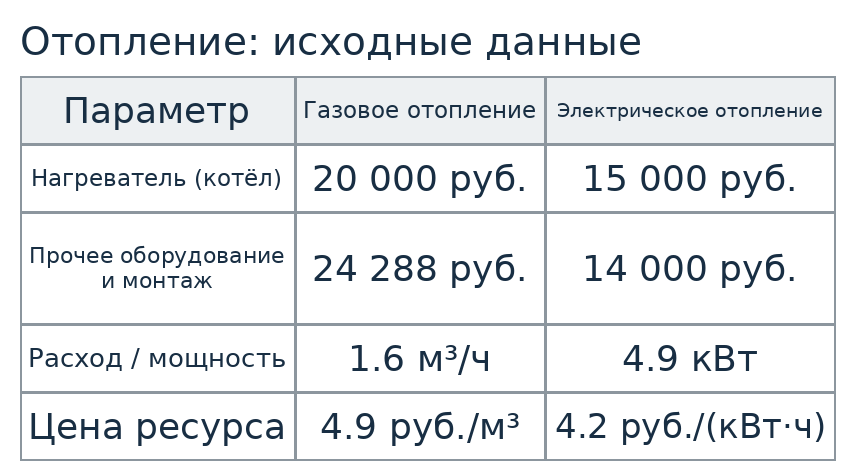 Отопление: исходные данные
Параметр Газовое отопление Электрическое отопление
Нагреватель (котёл) 20 000 руб. 15 000 руб.
Прочее оборудование
и монтаж 24 288 руб. 14 000 руб.
Расход / мощность 1.6 м³/ч 4.9 кВт
Цена ресурса 4.9 руб./м³ 4.2 руб./(кВт·ч)